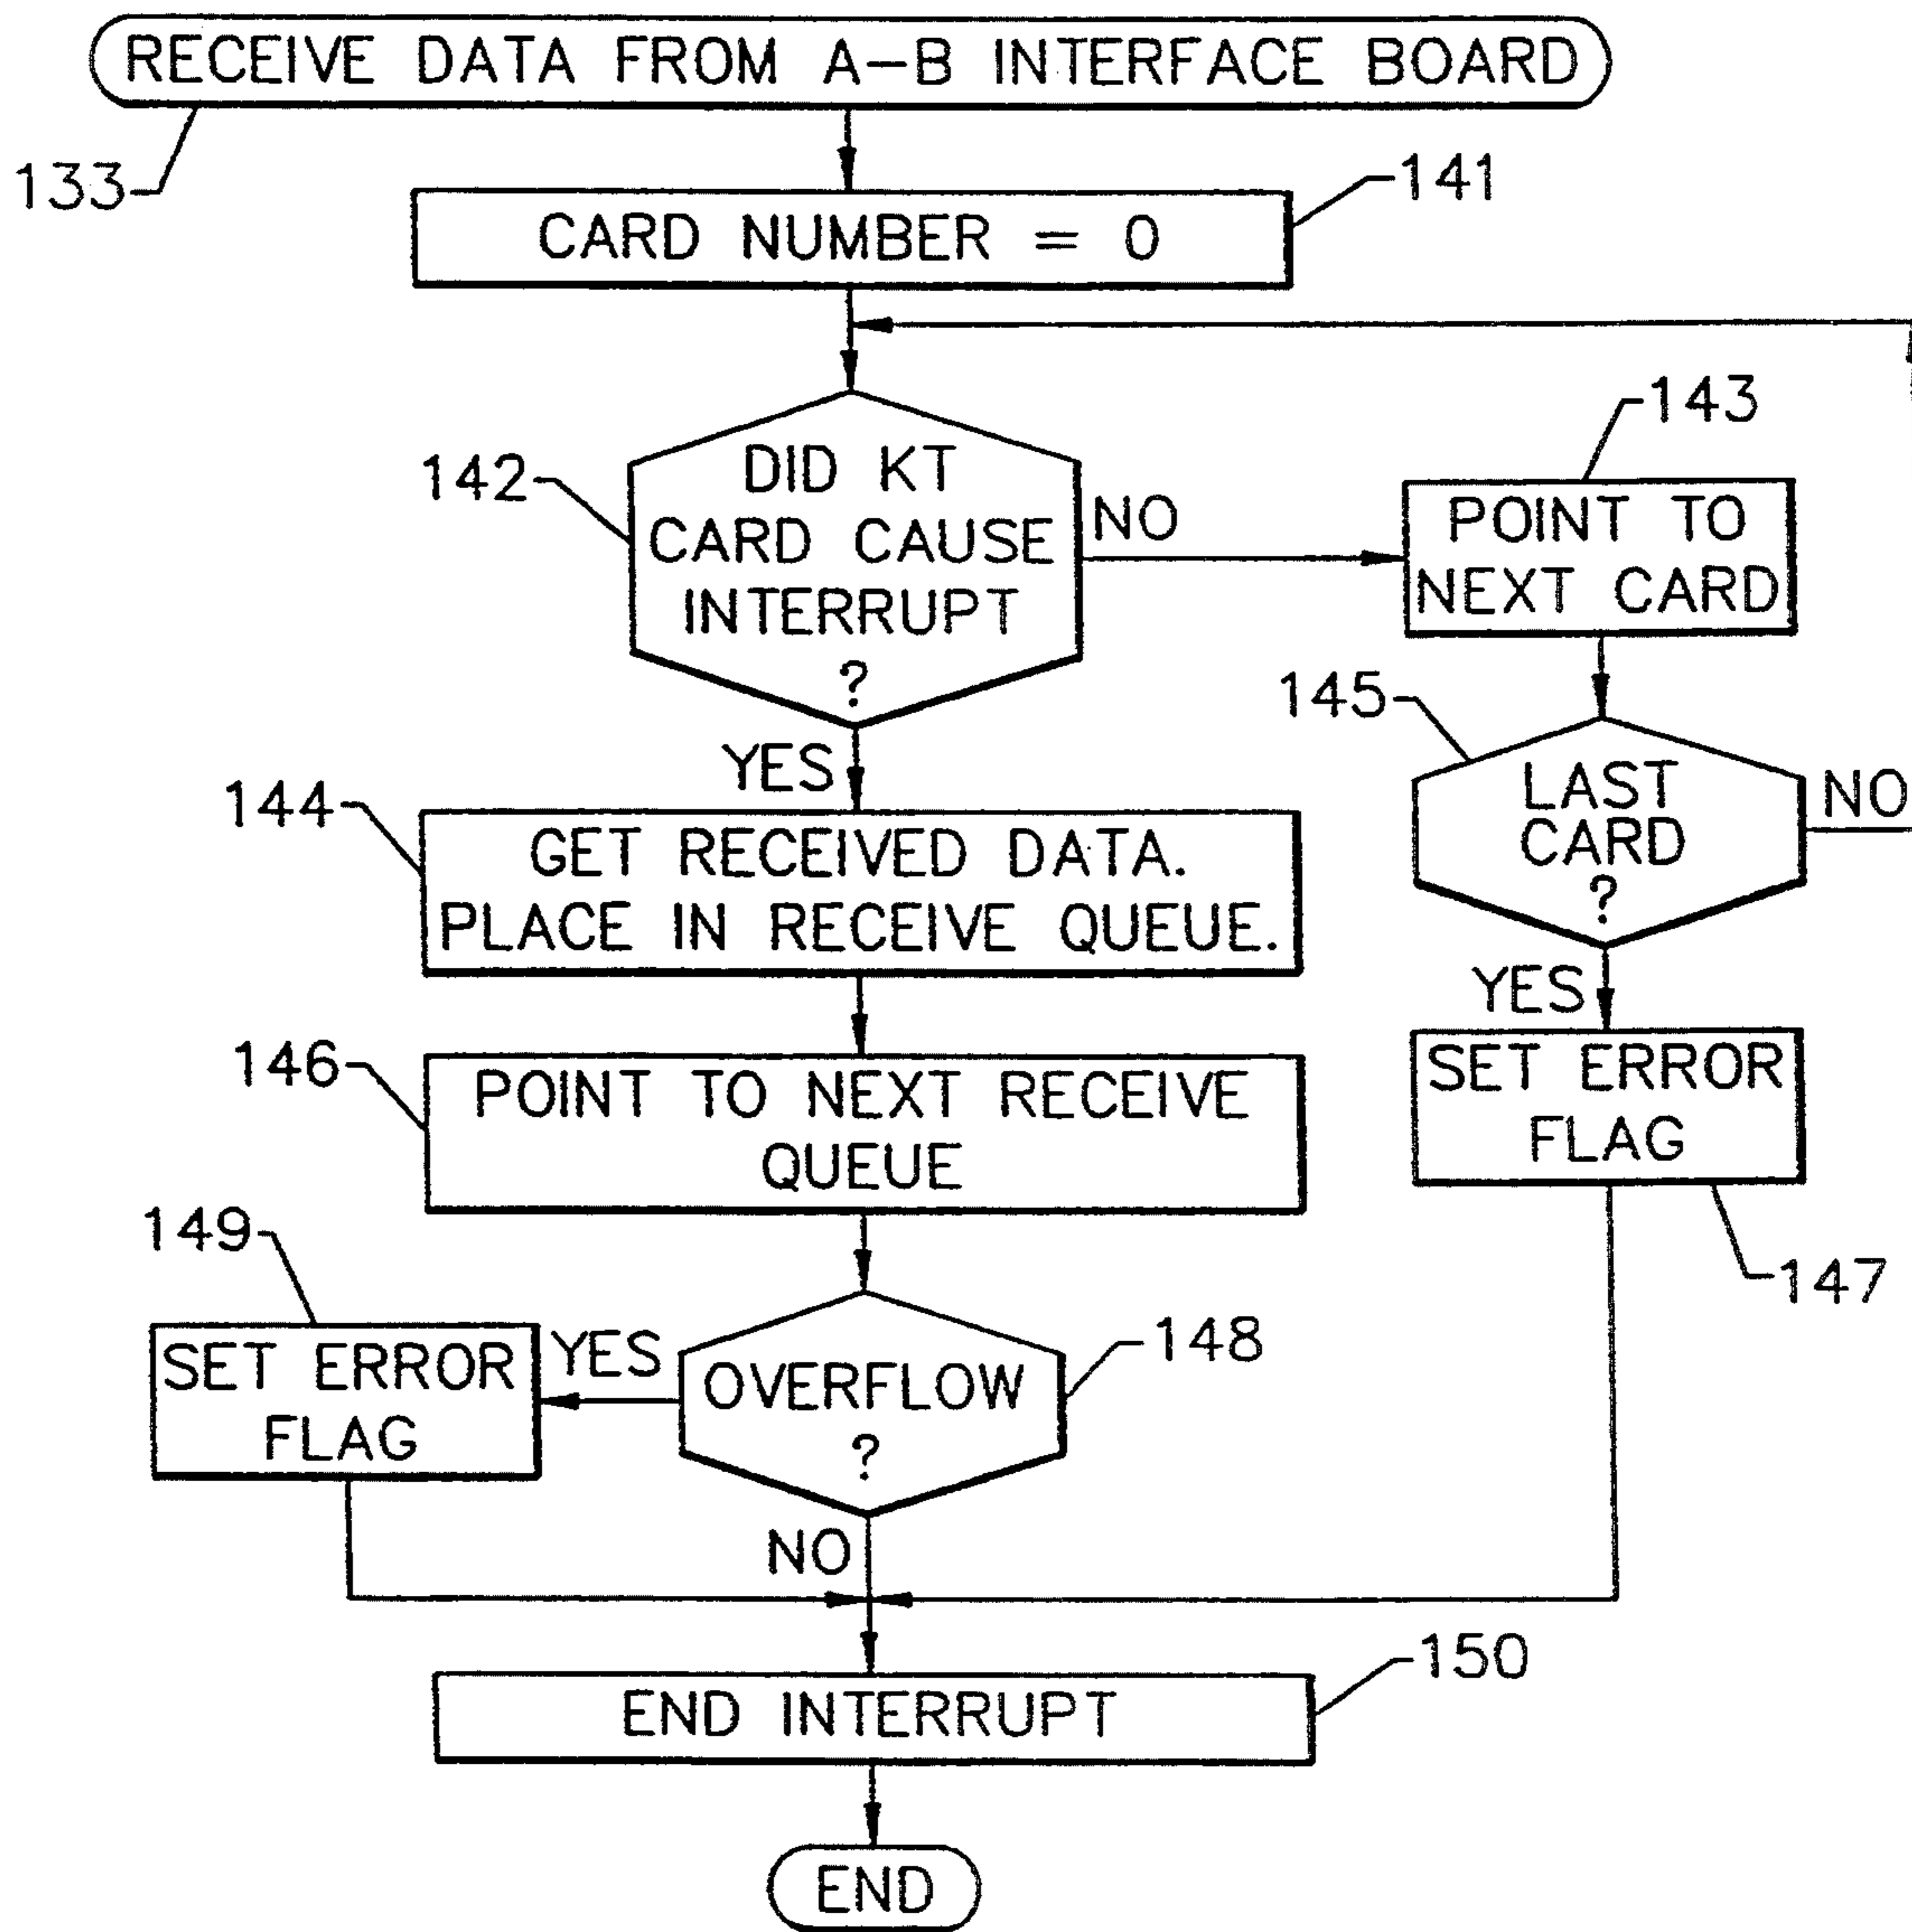 RECEIVE DATA FROM A-B INTERFACE BOARD
133
141
CARD NUMBER = 0
142
DID KT
CARD CAUSE
INTERRUPT
?
NO
143
POINT TO
NEXT CARD
YES
145
LAST
CARD
?
NO
144
GET RECEIVED DATA.
PLACE IN RECEIVE QUEUE.
YES
146
POINT TO NEXT RECEIVE
QUEUE
SET ERROR
FLAG
147
149
SET ERROR
FLAG
YES
OVERFLOW
?
148
NO
150
END INTERRUPT
END